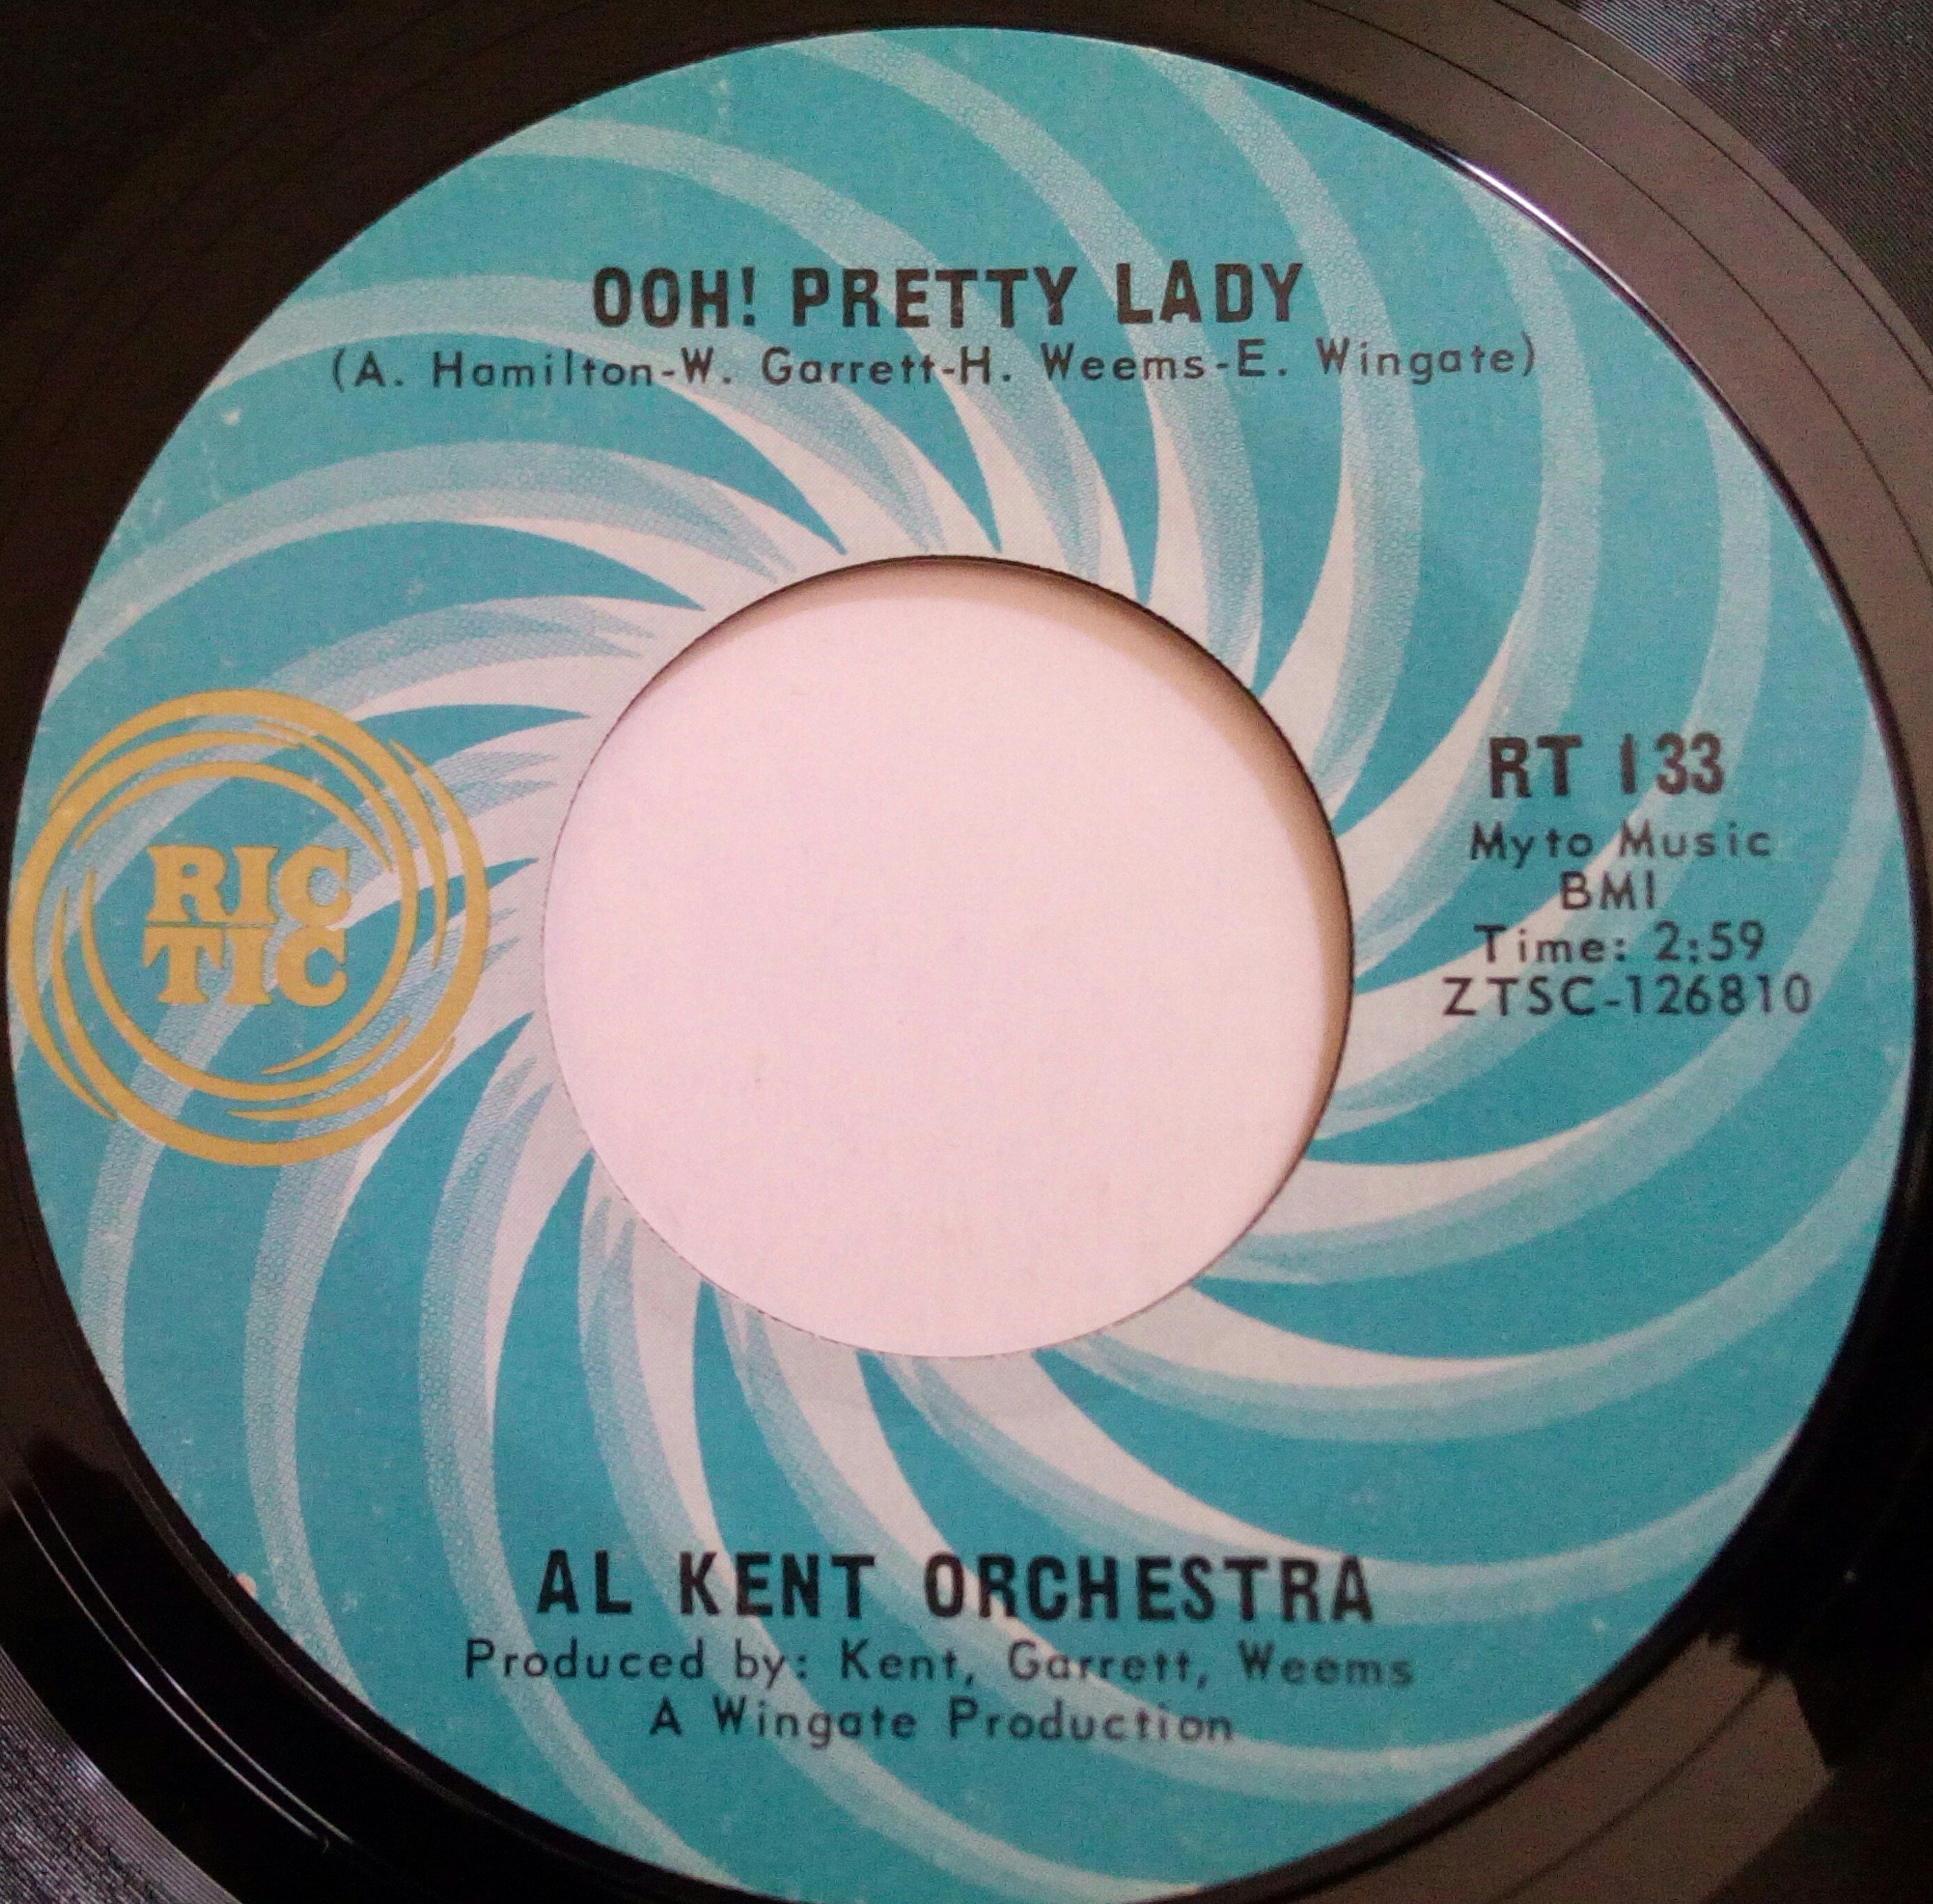 OOH! PRETTY LADY
(A. Hamilton-W. Garrett-H. Weems-E. Wingate)
RIC
TIC
RT 133
Myto Music
BMI
Time: 2:59
ZTSC-126810
AL KENT ORCHESTRA
Produced by: Kent, Garrett, Weems
A Wingate Production